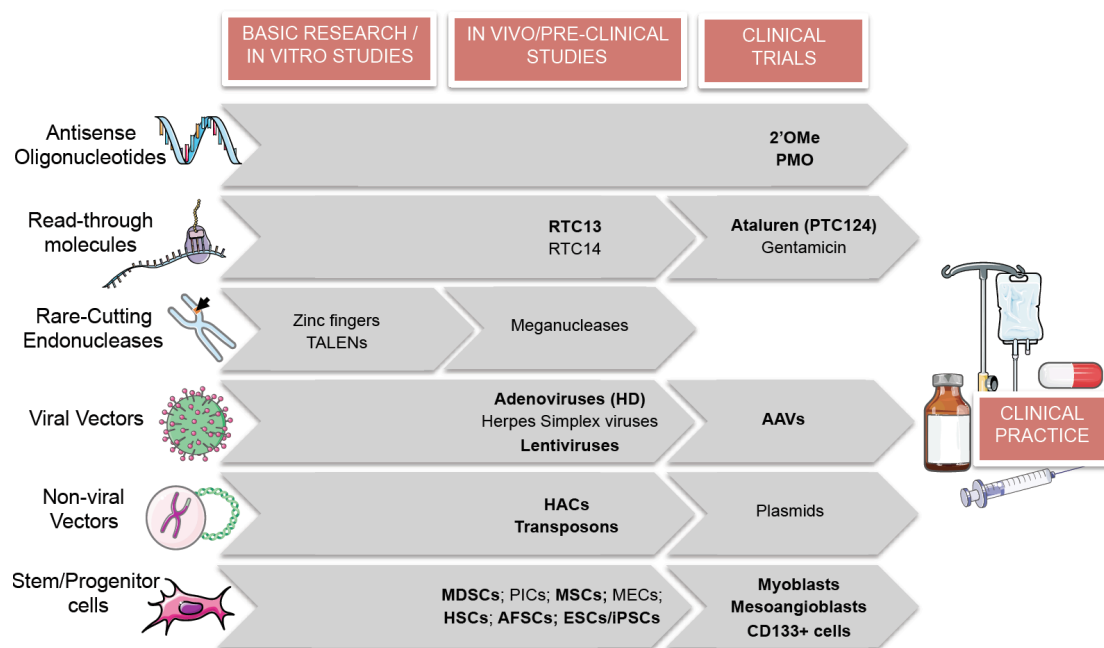 BASIC RESEARCH /
IN VITRO STUDIES
IN VIVO/PRE-CLINICAL
STUDIES
CLINICAL
TRIALS
Antisense
Oligonucleotides
2’OMe
PMO
Read-through
molecules
RTC13
RTC14
Ataluren (PTC124)
Gentamicin
Rare-Cutting
Endonucleases
Zinc fingers
TALENs
Meganucleases
Viral Vectors
Adenoviruses (HD)
Herpes Simplex viruses
Lentiviruses
AAVs
CLINICAL
PRACTICE
Non-viral
Vectors
HACs
Transposons
Plasmids
Stem/Progenitor
cells
MDSCs; PICs; MSCs; MECs;
HSCs; AFSCs; ESCs/iPSCs
Myoblasts
Mesoangioblasts
CD133+ cells